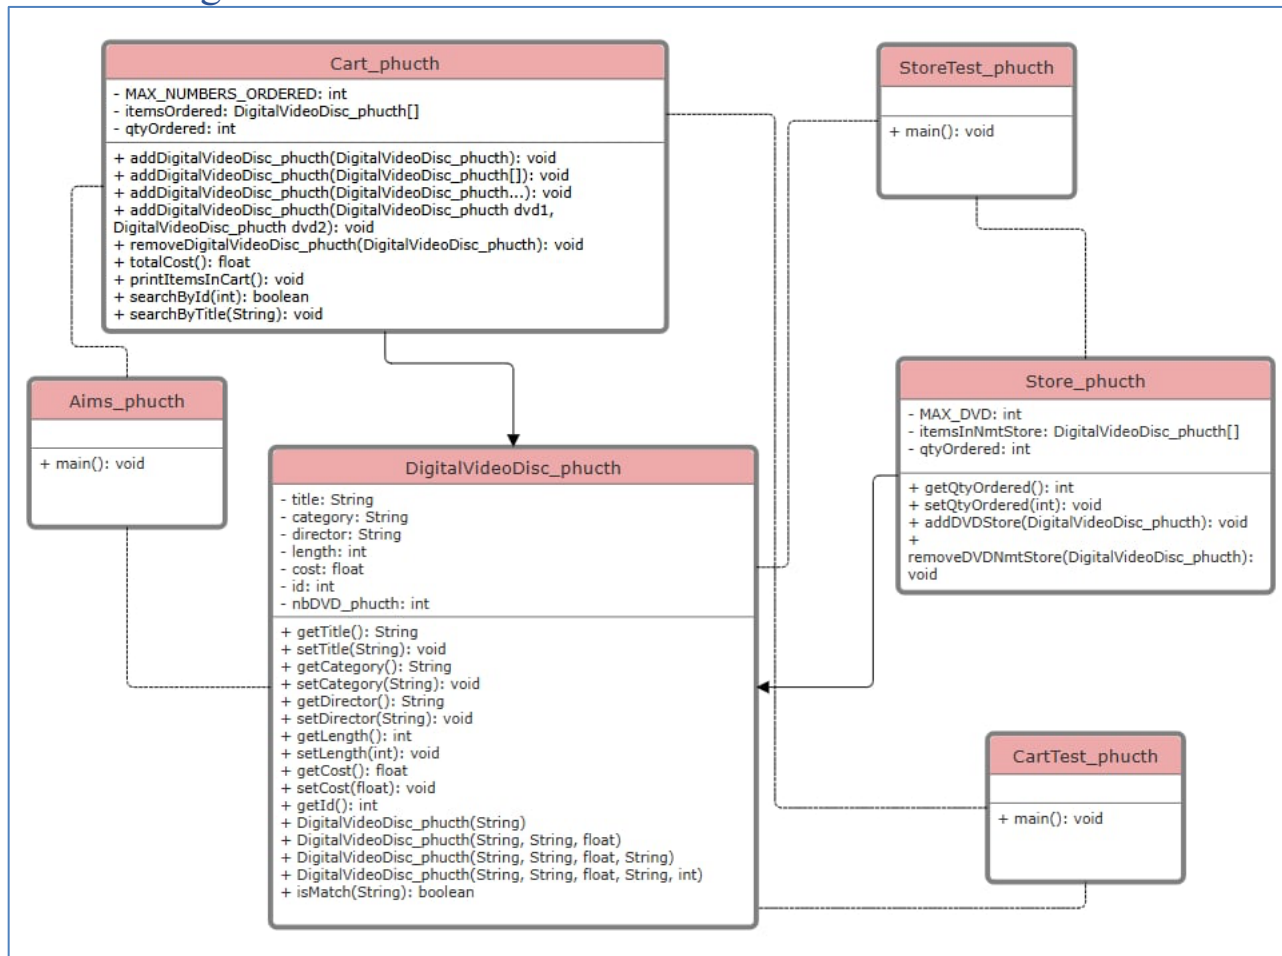 Cart_phucth
- MAX_NUMBERS_ORDERED: int
- itemsOrdered: DigitalVideoDisc_phucth[]
- qtyOrdered: int
+ addDigitalVideoDisc_phucth(DigitalVideoDisc_phucth): void
+ addDigitalVideoDisc_phucth(DigitalVideoDisc_phucth[]): void
+ addDigitalVideoDisc_phucth(DigitalVideoDisc_phucth...): void
+ addDigitalVideoDisc_phucth(DigitalVideoDisc_phucth dvd1,
DigitalVideoDisc_phucth dvd2): void
+ removeDigitalVideoDisc_phucth(DigitalVideoDisc_phucth): void
+ totalCost(): float
+ printItemsInCart(): void
+ searchById(int): boolean
+ searchByTitle(String): void
StoreTest_phucth
+ main(): void
Aims_phucth
+ main(): void
Store_phucth
- MAX_DVD: int
- itemsInNmtStore: DigitalVideoDisc_phucth[]
- qtyOrdered: int
+ getQtyOrdered(): int
+ setQtyOrdered(int): void
+ addDVDStore(DigitalVideoDisc_phucth): void
+
removeDVDNmtStore(DigitalVideoDisc_phucth):
void
DigitalVideoDisc_phucth
- title: String
- category: String
- director: String
- length: int
- cost: float
- id: int
- nbDVD_phucth: int
+ getTitle(): String
+ setTitle(String): void
+ getCategory(): String
+ setCategory(String): void
+ getDirector(): String
+ setDirector(String): void
+ getLength(): int
+ setLength(int): void
+ getCost(): float
+ setCost(float): void
+ getId(): int
+ DigitalVideoDisc_phucth(String)
+ DigitalVideoDisc_phucth(String, String, float)
+ DigitalVideoDisc_phucth(String, String, float, String)
+ DigitalVideoDisc_phucth(String, String, float, String, int)
+ isMatch(String): boolean
CartTest_phucth
+ main(): void